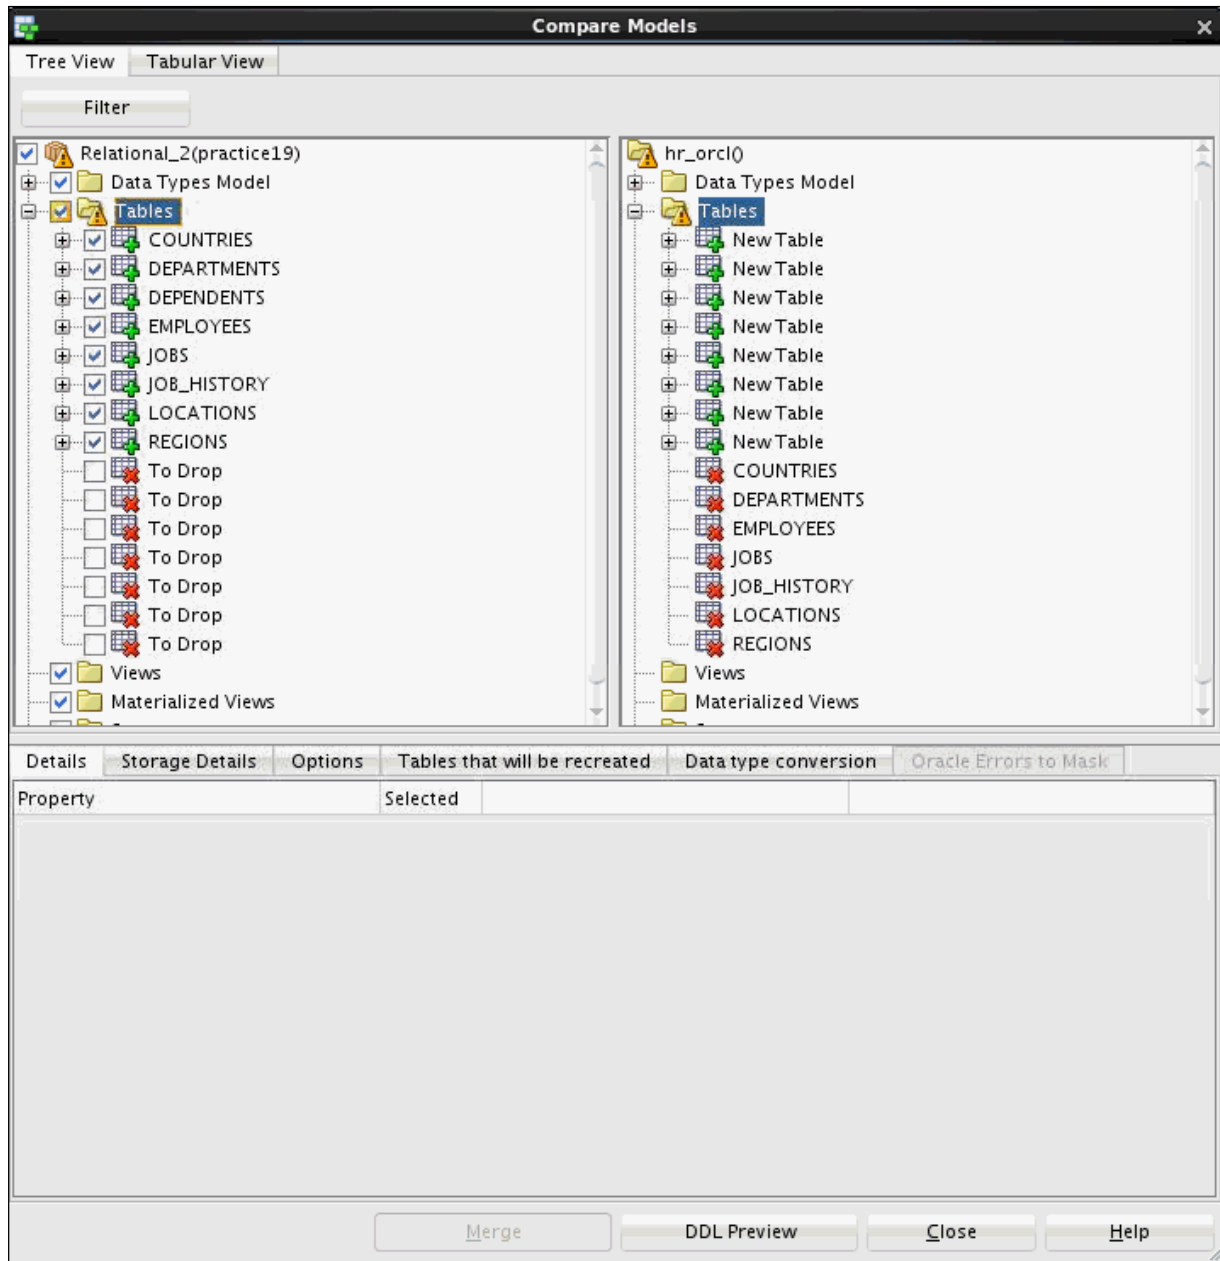 Compare Models
Tree View Tabular View
Filter
Relational_2(practice19)
Data Types Model
Tables
COUNTRIES
DEPARTMENTS
DEPENDENTS
EMPLOYEES
JOBS
JOB_HISTORY
LOCATIONS
REGIONS
To Drop
To Drop
To Drop
To Drop
To Drop
To Drop
To Drop
Views
Materialized Views
hr_orcl()
Data Types Model
Tables
New Table
New Table
New Table
New Table
New Table
New Table
New Table
New Table
COUNTRIES
DEPARTMENTS
EMPLOYEES
JOBS
JOB_HISTORY
LOCATIONS
REGIONS
Views
Materialized Views
Details Storage Details Options Tables that will be recreated Data type conversion Oracle Errors to Mask
Property Selected
Merge DDL Preview Close Help